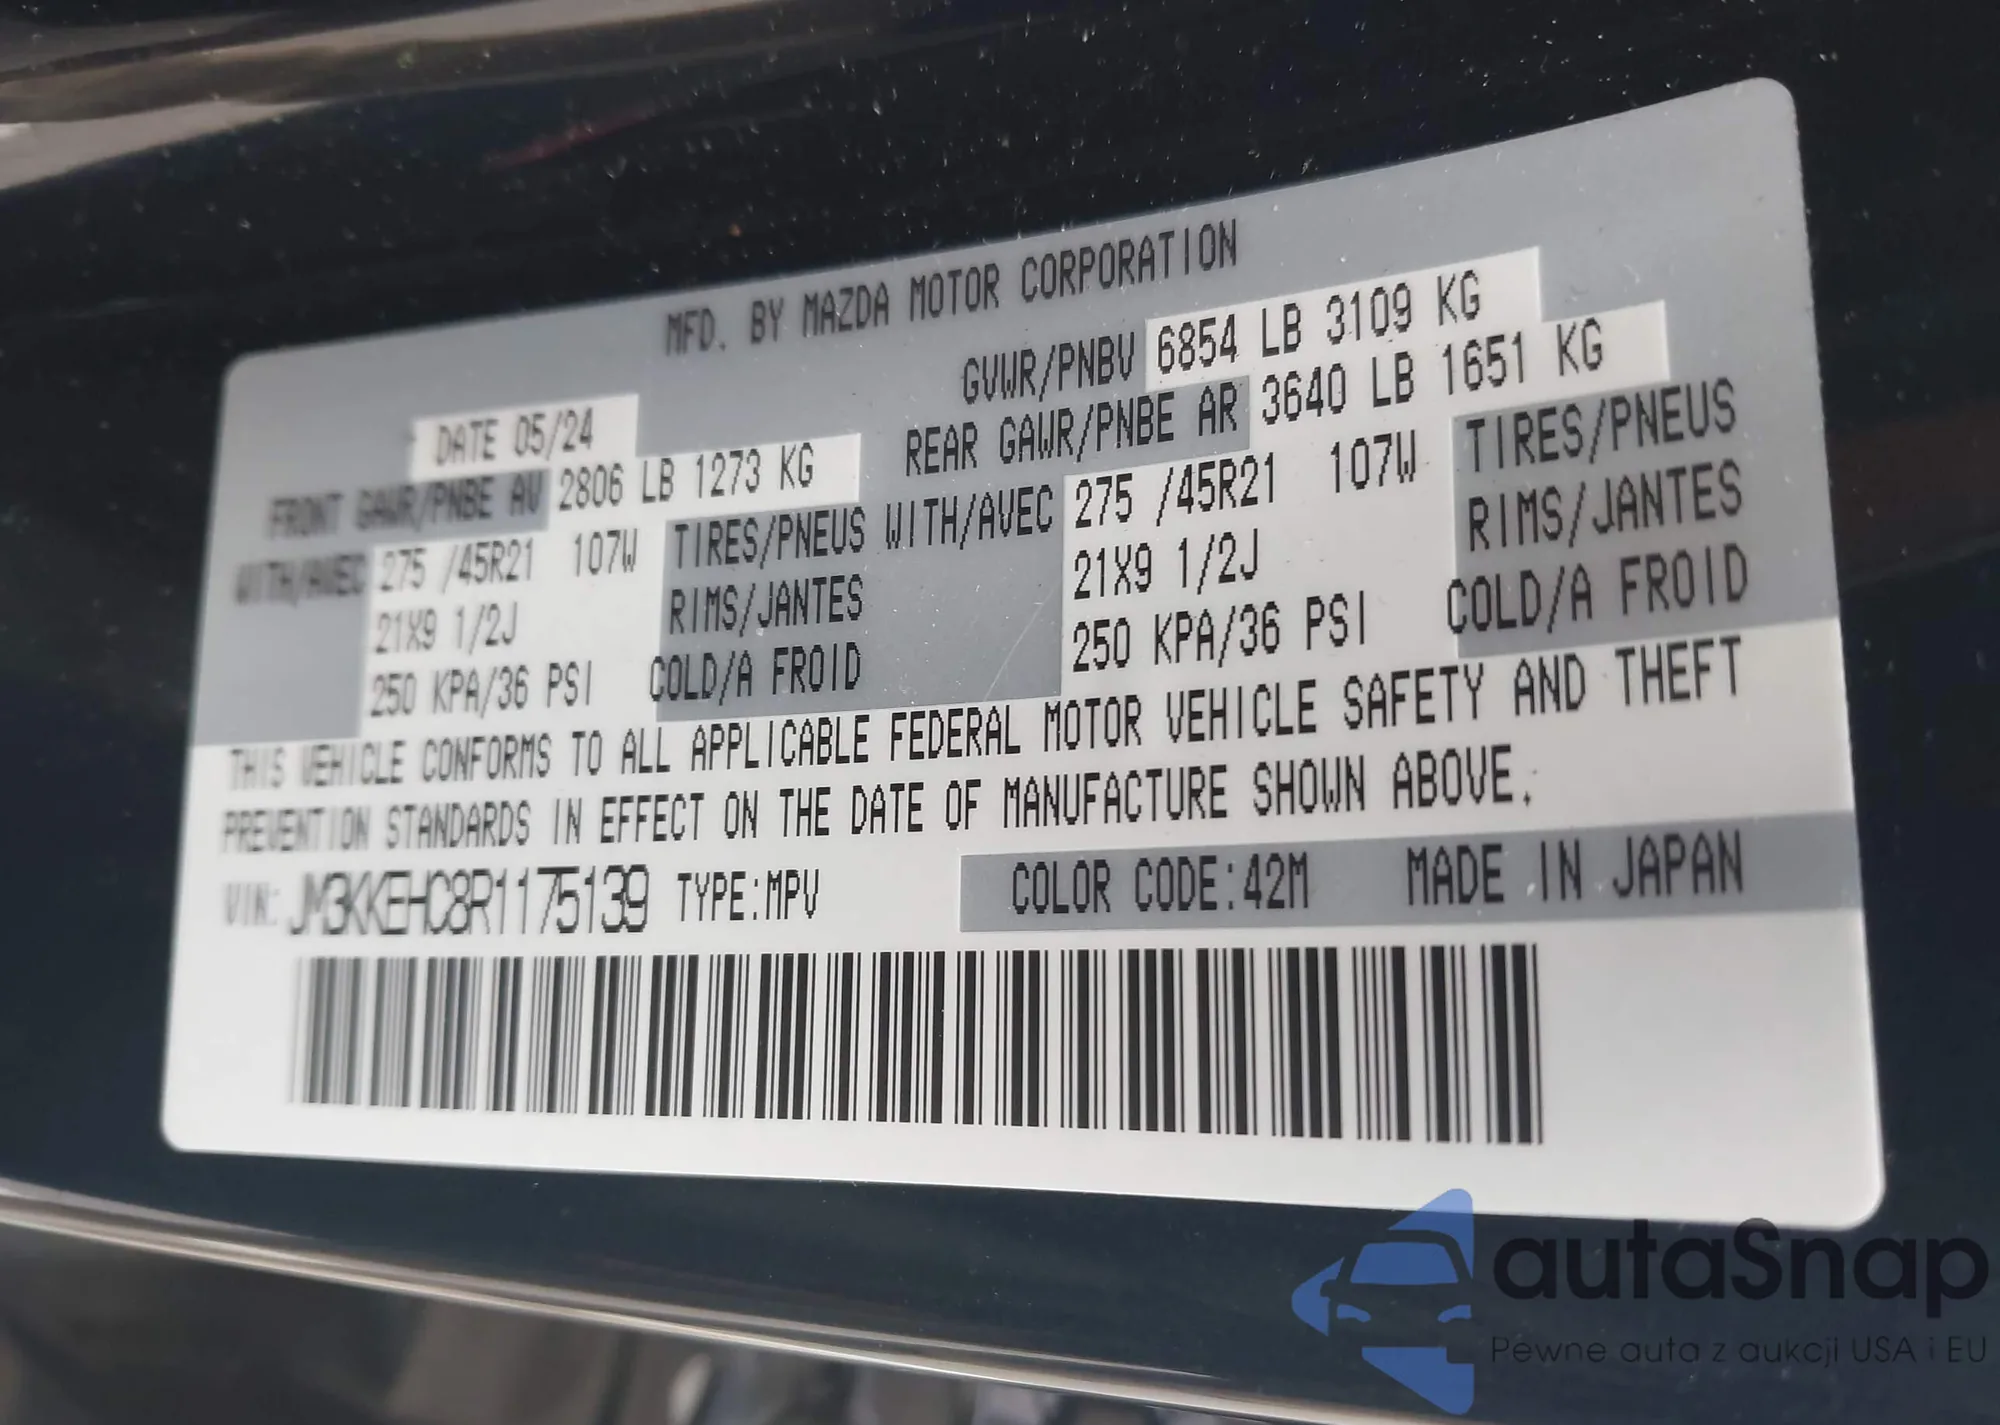 MFD. BY MAZDA MOTOR CORPORATION
DATE 05/24
GVWR/PNBV 6854 LB 3109 KG
FRONT GAWR/PNBE AV 2806 LB 1273 KG
REAR GAWR/PNBE AR 3640 LB 1651 KG
WITH/AVEC 275 /45R21 107W TIRES/PNEUS
WITH/AVEC 275 /45R21 107W TIRES/PNEUS
21X9 1/2J RIMS/JANTES
21X9 1/2J RIMS/JANTES
250 KPA/36 PSI COLD/A FROID
250 KPA/36 PSI COLD/A FROID
THIS VEHICLE CONFORMS TO ALL APPLICABLE FEDERAL MOTOR VEHICLE SAFETY AND THEFT
PREVENTION STANDARDS IN EFFECT ON THE DATE OF MANUFACTURE SHOWN ABOVE.
VIN: JM3KKEHC8R1175139 TYPE:MPV COLOR CODE:42M MADE IN JAPAN
autaSnap
Pewne auta z aukcji USA i EU